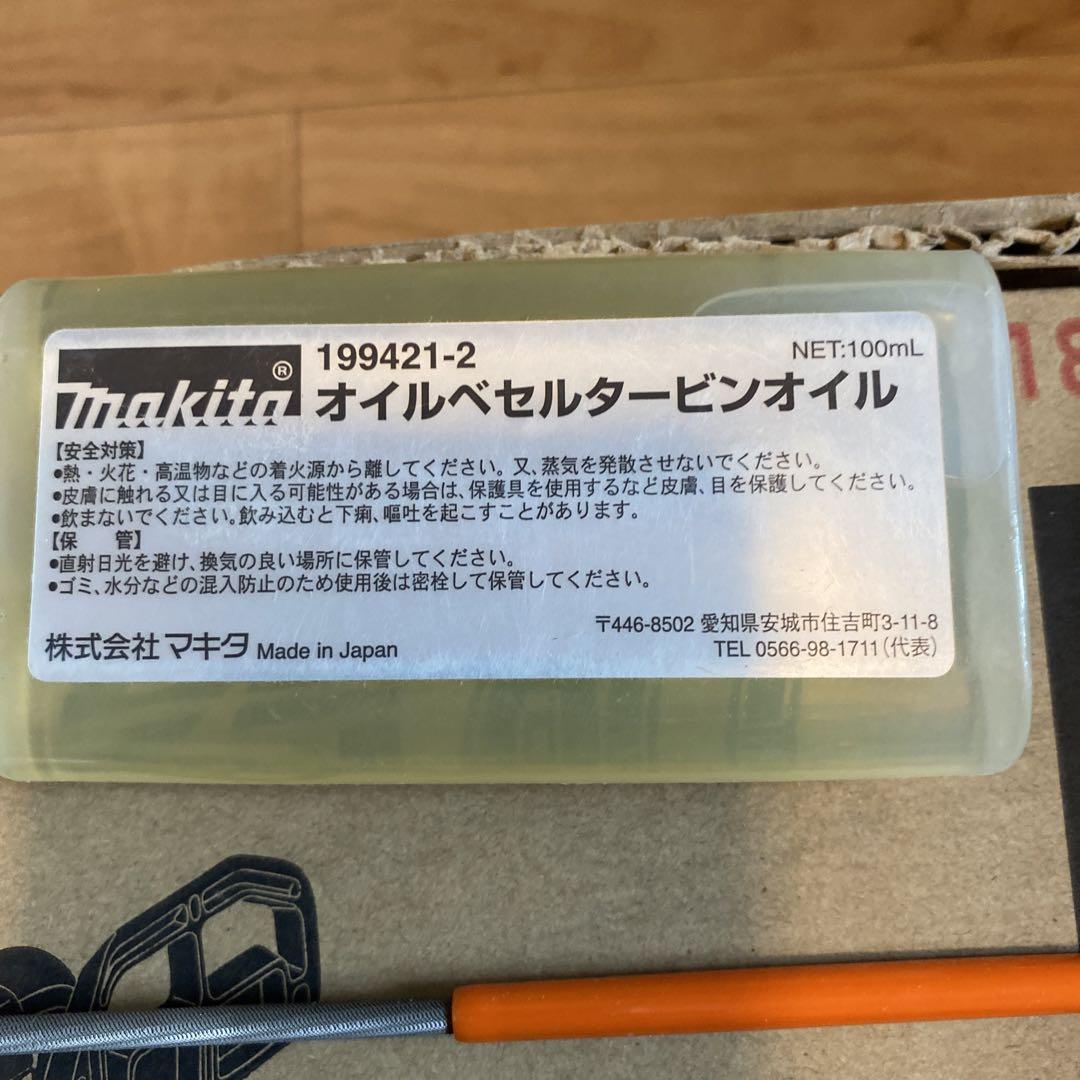 makita®
199421-2
NET:100mL
オイルベセルタービンオイル
【安全対策】
●熱・火花・高温物などの着火源から離してください。又、蒸気を発散させないでください。
●皮膚に触れる又は目に入る可能性がある場合は、保護具を使用するなど皮膚、目を保護してください。
●飲まないでください。飲み込むと下痢、嘔吐を起こすことがあります。
【保　管】
●直射日光を避け、換気の良い場所に保管してください。
●ゴミ、水分などの混入防止のため使用後は密栓して保管してください。
〒446-8502 愛知県安城市住吉町3-11-8
株式会社 マキタ Made in Japan
TEL 0566-98-1711(代表)